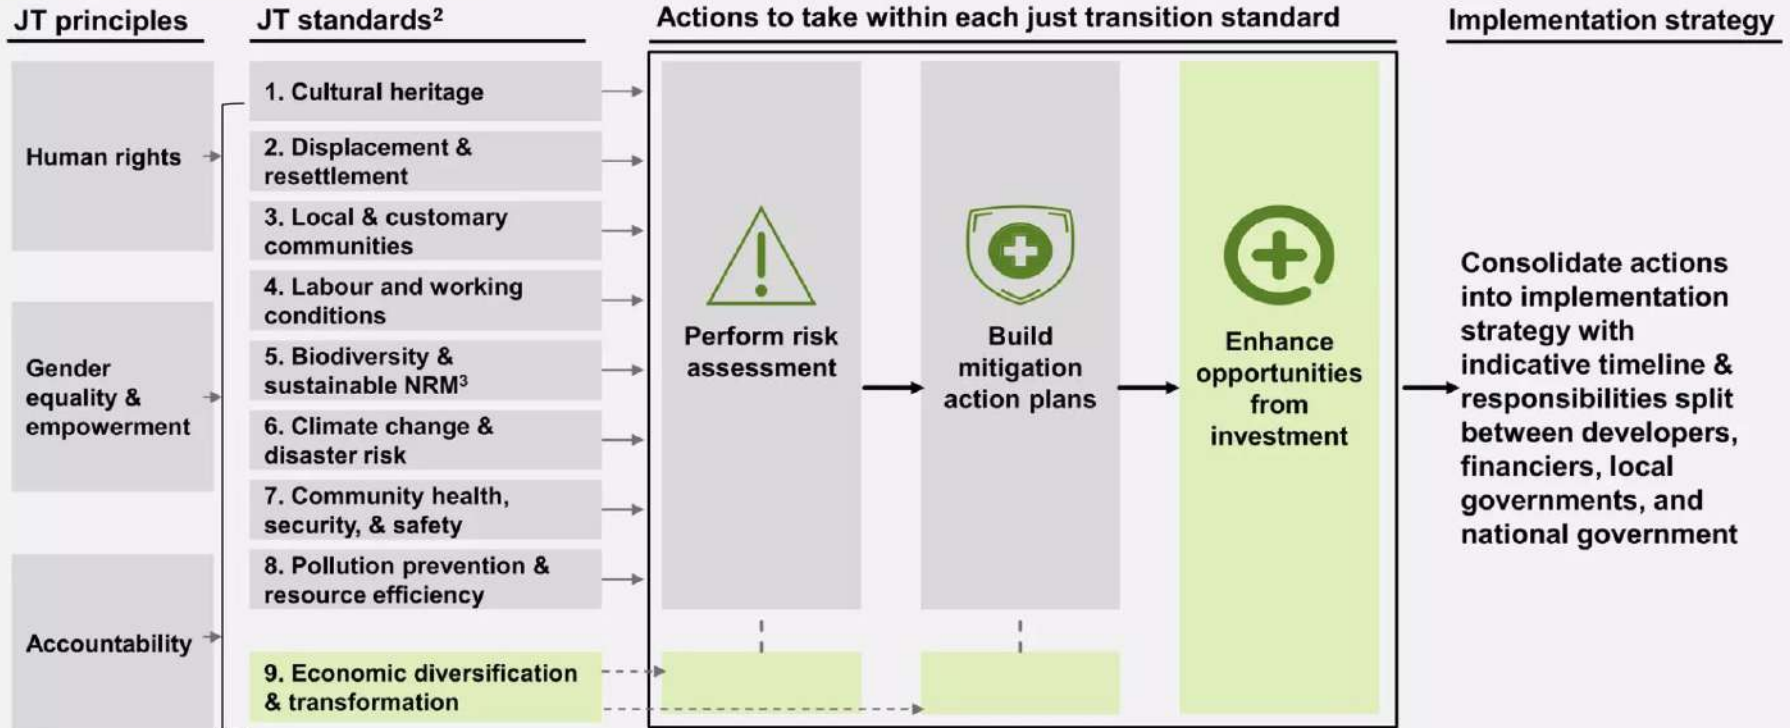 JT principles
JT standards²
Actions to take within each just transition standard
Implementation strategy
Human rights
Gender
equality &
empowerment
Accountability
1. Cultural heritage
2. Displacement &
resettlement
3. Local & customary
communities
4. Labour and working
conditions
5. Biodiversity &
sustainable NRM³
6. Climate change &
disaster risk
7. Community health,
security, & safety
8. Pollution prevention &
resource efficiency
9. Economic diversification
& transformation
Perform risk
assessment
Build
mitigation
action plans
Enhance
opportunities
from
investment
Consolidate actions
into implementation
strategy with
indicative timeline &
responsibilities split
between developers,
financiers, local
governments, and
national government